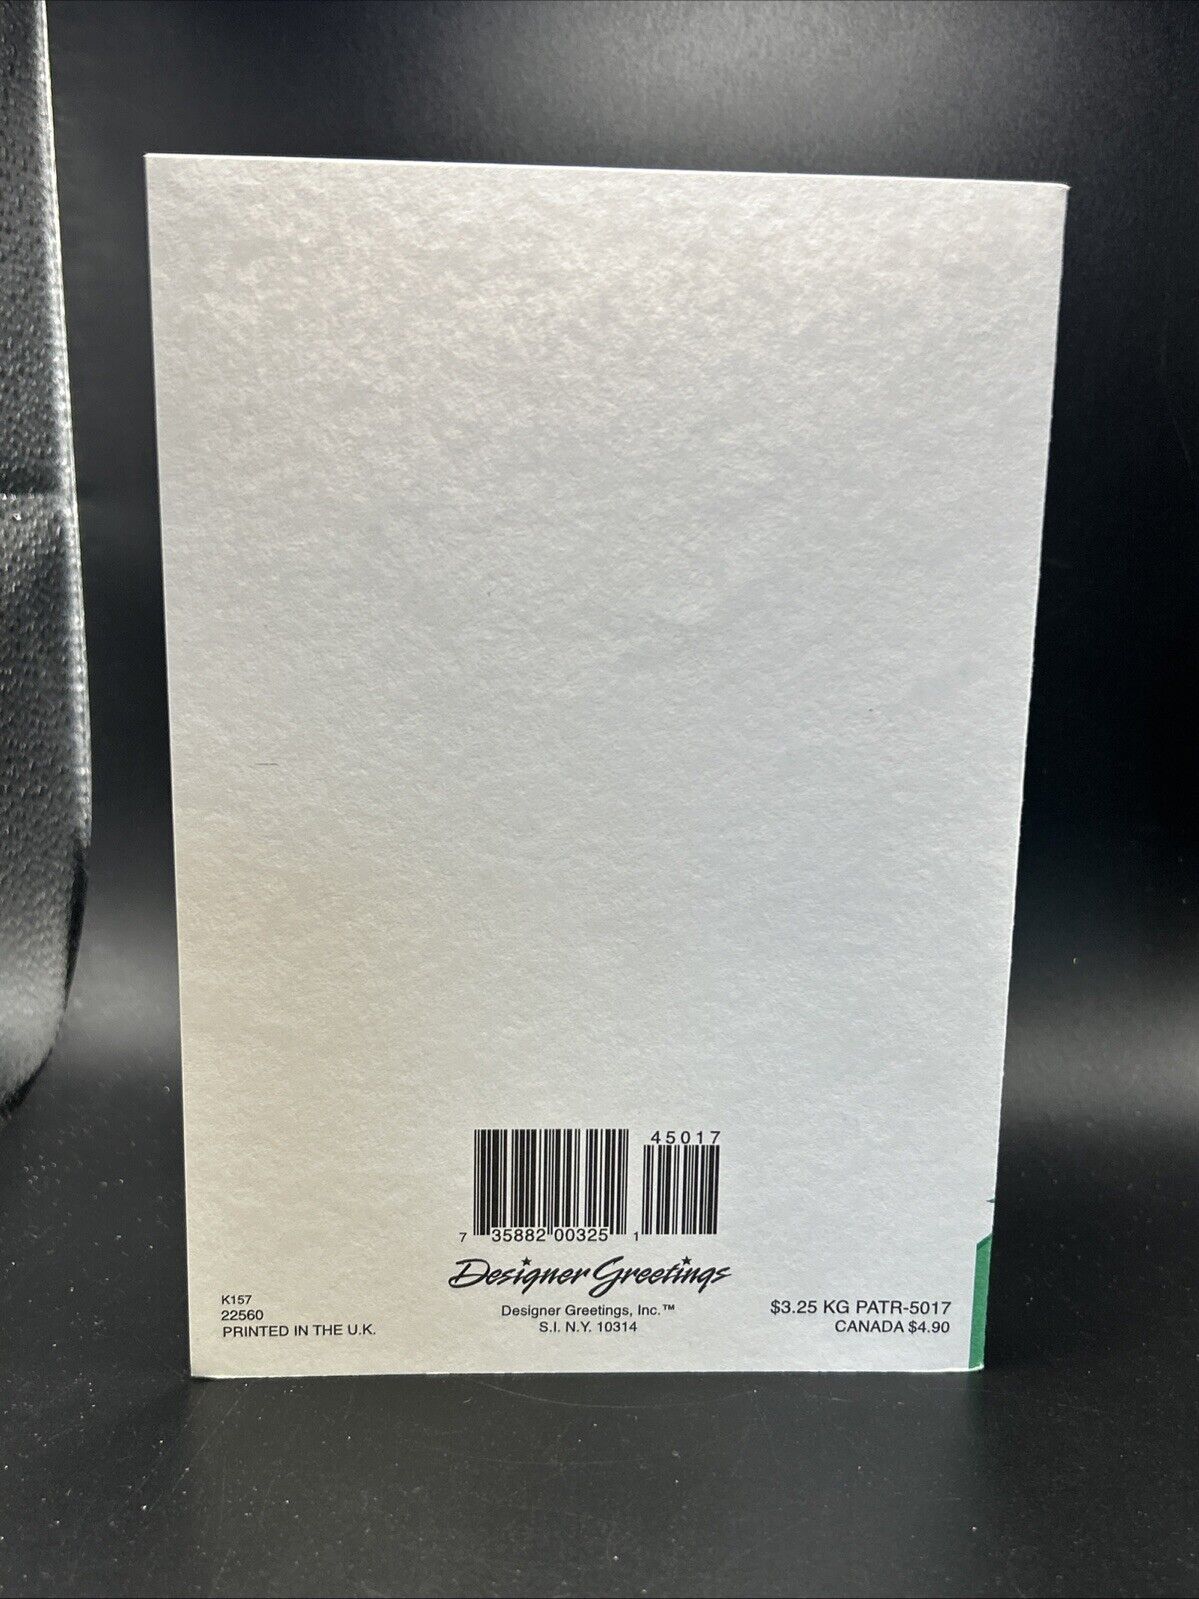 45017
7 35882 00325 1
Designer Greetings
Designer Greetings, Inc.™
S.I. N.Y. 10314
K157
22560
PRINTED IN THE U.K.
$3.25 KG PATR-5017
CANADA $4.90